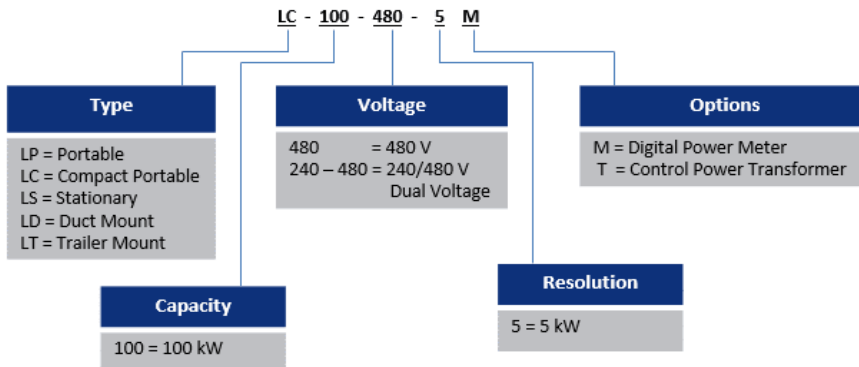 LC - 100 - 480 - 5 M
Type
LP = Portable
LC = Compact Portable
LS = Stationary
LD = Duct Mount
LT = Trailer Mount
Voltage
480 = 480 V
240 – 480 = 240/480 V
Dual Voltage
Options
M = Digital Power Meter
T = Control Power Transformer
Capacity
100 = 100 kW
Resolution
5 = 5 kW